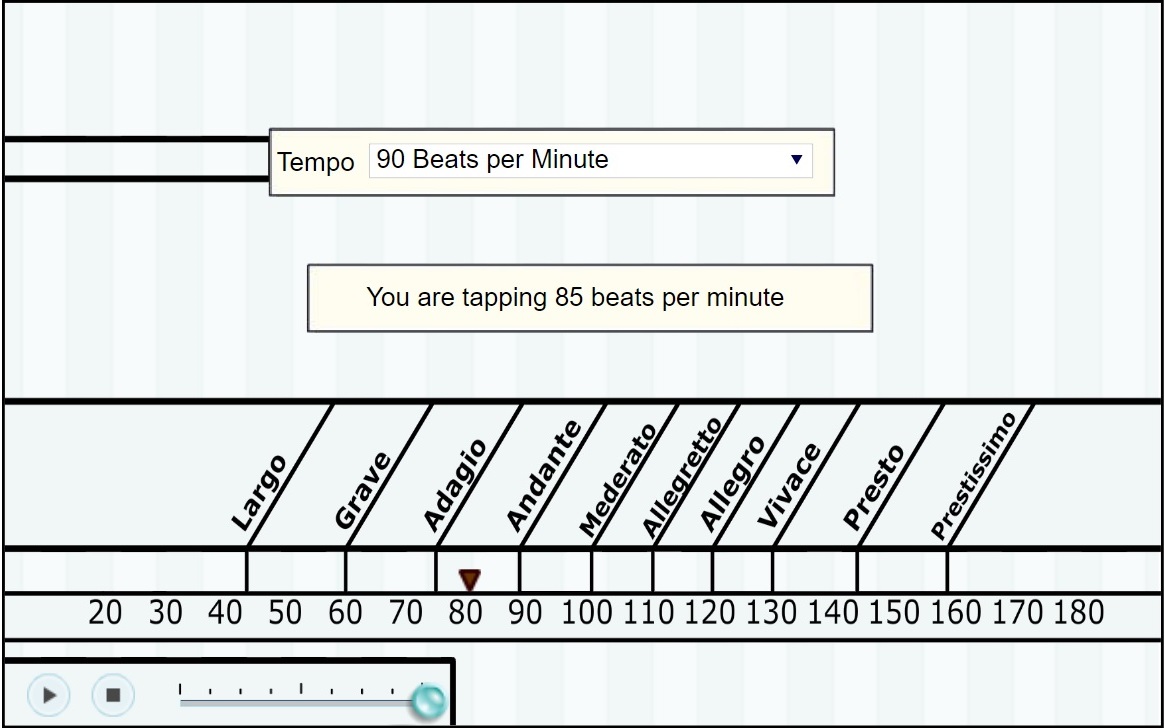 Tempo 90 Beats per Minute
You are tapping 85 beats per minute
Largo Grave Adagio Andante Mederato Allegretto Allegro Vivace Presto Prestissimo
20 30 40 50 60 70 80 90 100 110 120 130 140 150 160 170 180